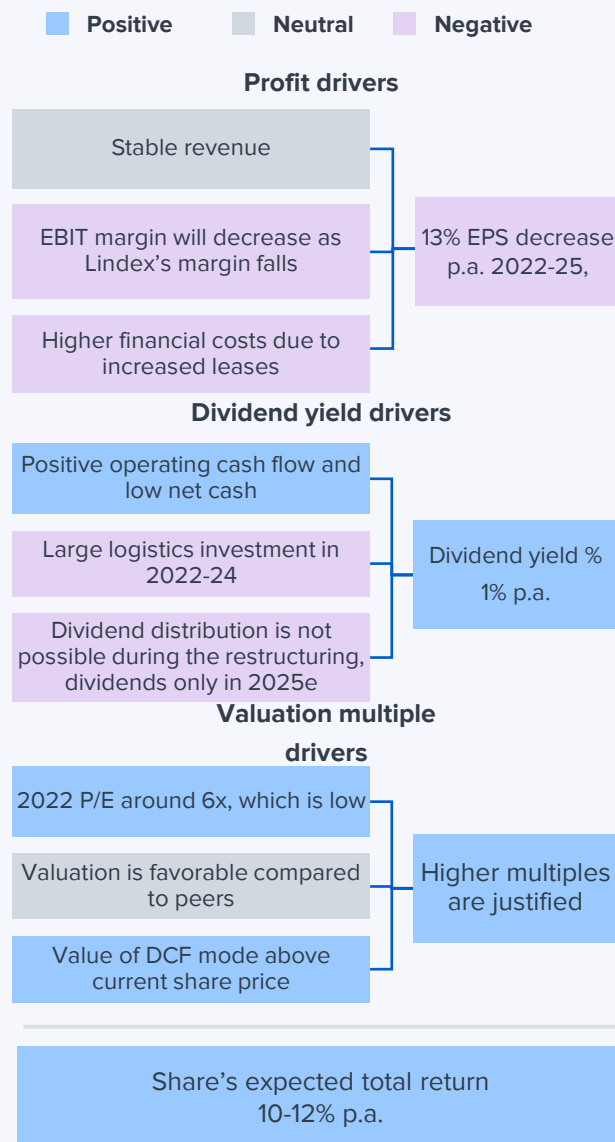 Positive Neutral Negative
Profit drivers
Stable revenue
EBIT margin will decrease as
Lindex's margin falls
Higher financial costs due to
increased leases
13% EPS decrease
p.a. 2022-25,
Dividend yield drivers
Positive operating cash flow and
low net cash
Large logistics investment in
2022-24
Dividend distribution is not
possible during the restructuring,
dividends only in 2025e
Dividend yield %
1% p.a.
Valuation multiple
drivers
2022 P/E around 6x, which is low
Valuation is favorable compared
to peers
Value of DCF mode above
current share price
Higher multiples
are justified
Share's expected total return
10-12% p.a.